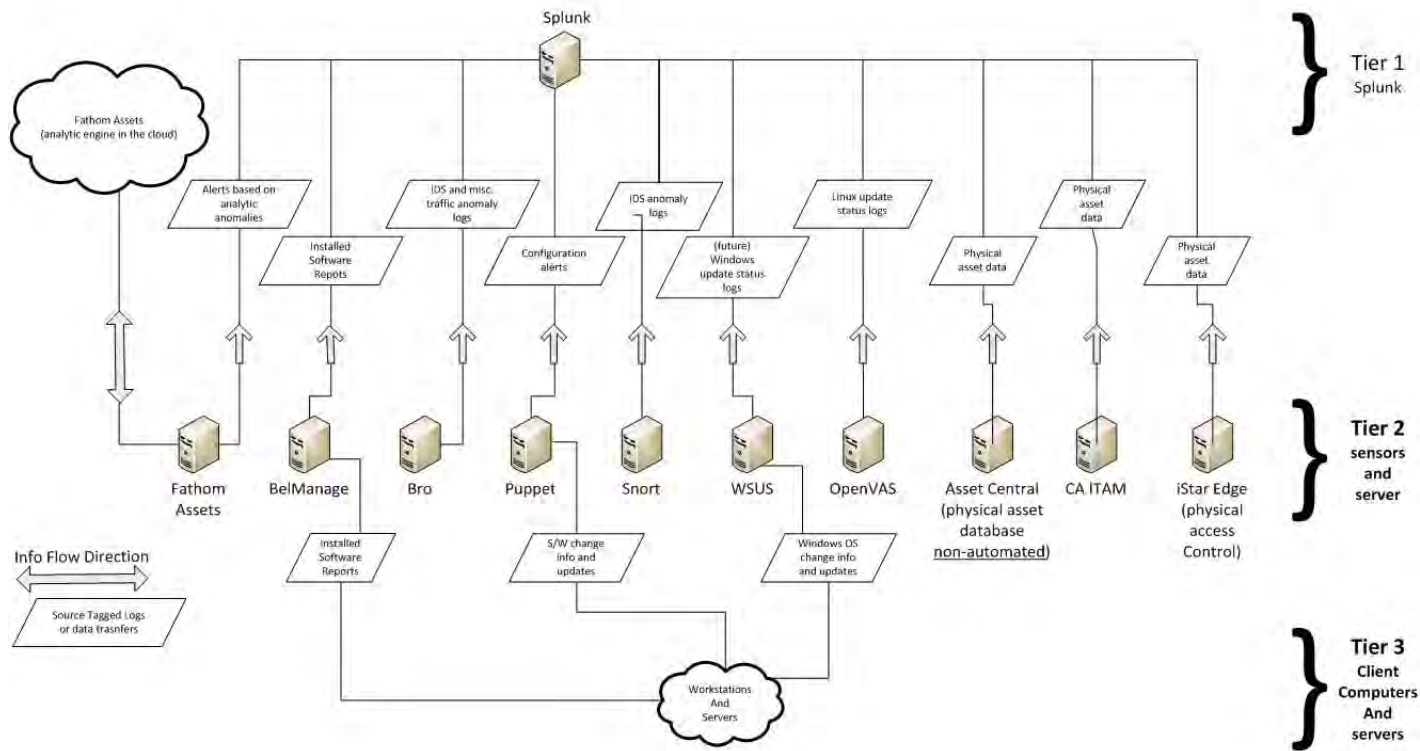 Splunk
Tier 1
Splunk
Fathom Assets
(analytic engine in the cloud)
Alerts based on
analytic
anomalies
IDS and misc.
traffic anomaly
logs
IDS anomaly
logs
Linux update
status logs
Physical
asset data
Installed
Software
Repots
Configuration
alerts
(future)
Windows
update status
logs
Physical
asset data
Physical
asset
data
Fathom
Assets
BelManage
Bro
Puppet
Snort
WSUS
OpenVAS
Asset Central
(physical asset
database
non-automated)
CA ITAM
iStar Edge
(physical
access
Control)
Tier 2
sensors
and
server
Info Flow Direction
Source Tagged Logs
or data trasnfers
Installed
Software
Reports
S/W change
info and
updates
Windows OS
change info
and updates
Workstations
And
Servers
Tier 3
Client
Computers
And
servers